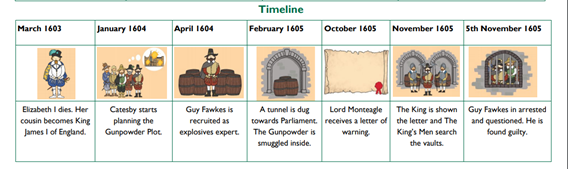 Timeline
March 1603
January 1604
April 1604
February 1605
October 1605
November 1605
5th November 1605
Elizabeth I dies. Her
cousin becomes King
James I of England.
Catesby starts
planning the
Gunpowder Plot.
Guy Fawkes is
recruited as
explosives expert.
A tunnel is dug
towards Parliament.
The Gunpowder is
smuggled inside.
Lord Monteagle
receives a letter of
warning.
The King is shown
the letter and The
King's Men search
the vaults.
Guy Fawkes in arrested
and questioned. He is
found guilty.